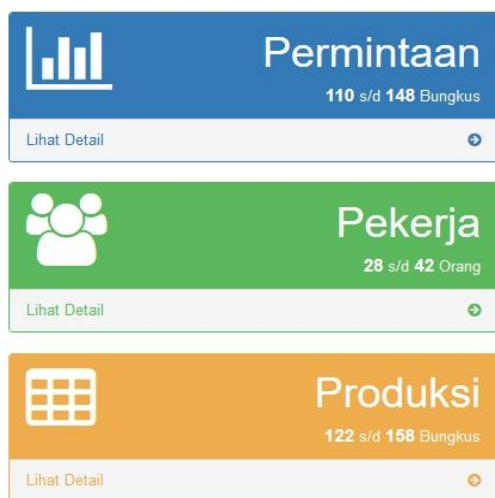 Permintaan
110 s/d 148 Bungkus
Lihat Detail
Pekerja
28 s/d 42 Orang
Lihat Detail
Produksi
122 s/d 158 Bungkus
Lihat Detail